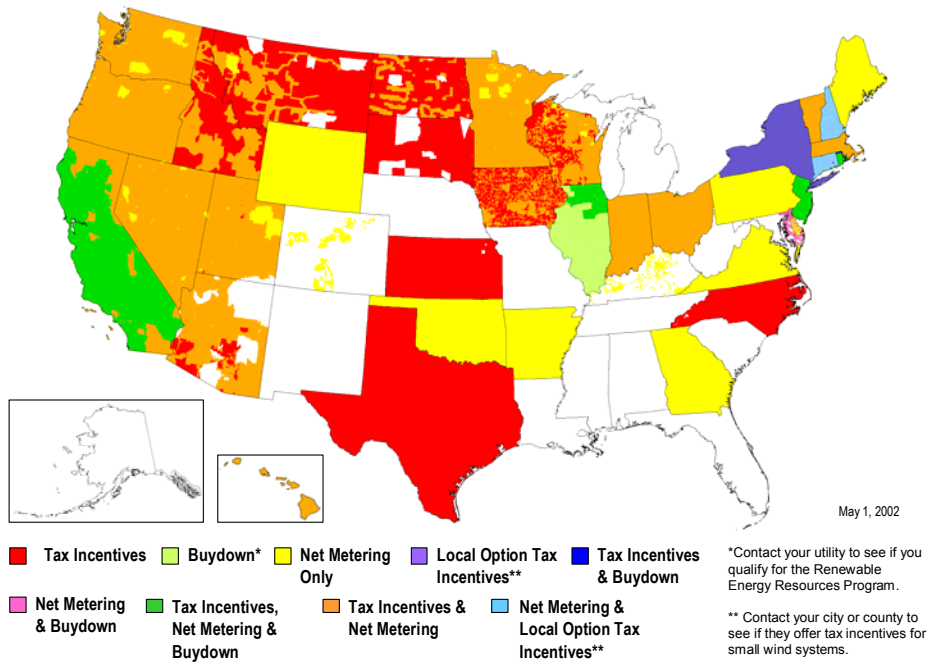 May 1, 2002
Tax Incentives
Buydown*
Net Metering
Only
Local Option Tax
Incentives**
Tax Incentives
& Buydown
Net Metering
& Buydown
Tax Incentives,
Net Metering &
Buydown
Tax Incentives &
Net Metering
Net Metering &
Local Option Tax
Incentives**
*Contact your utility to see if you
qualify for the Renewable
Energy Resources Program.
** Contact your city or county to
see if they offer tax incentives for
small wind systems.